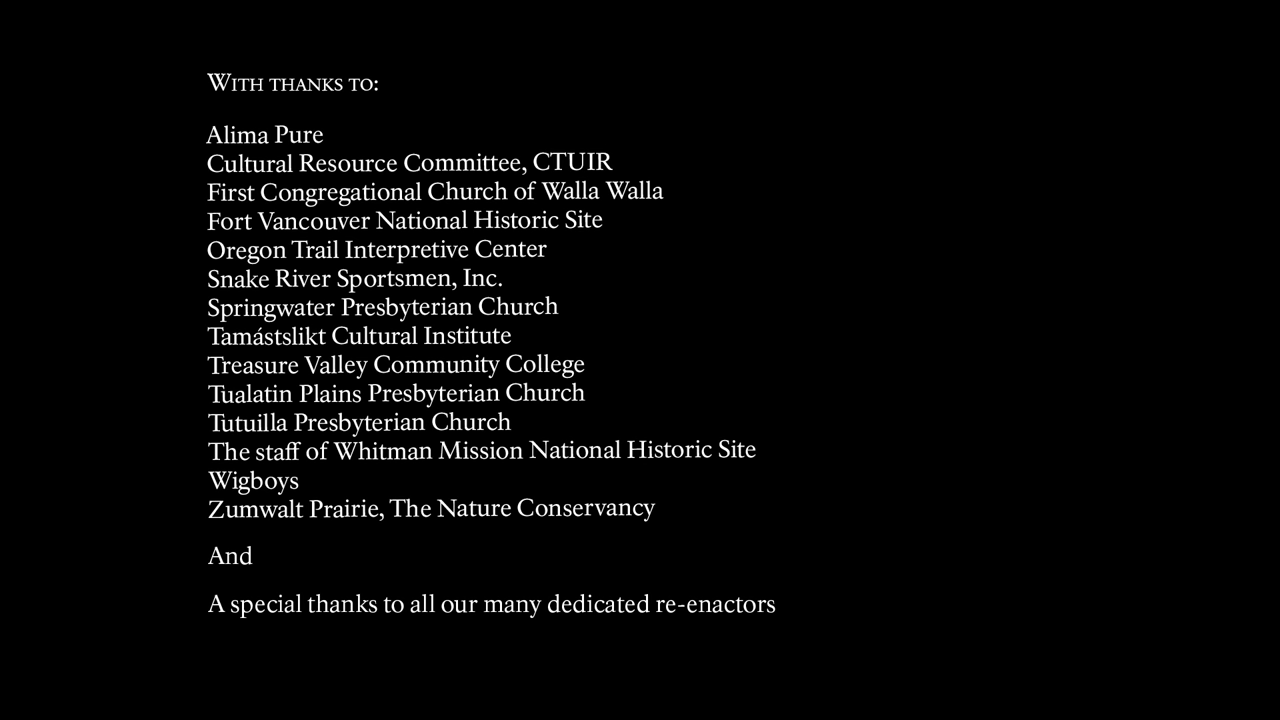 With thanks to:
Alima Pure
Cultural Resource Committee, CTUIR
First Congregational Church of Walla Walla
Fort Vancouver National Historic Site
Oregon Trail Interpretive Center
Snake River Sportsmen, Inc.
Springwater Presbyterian Church
Tamástslikt Cultural Institute
Treasure Valley Community College
Tualatin Plains Presbyterian Church
Tutuilla Presbyterian Church
The staff of Whitman Mission National Historic Site
Wigboys
Zumwalt Prairie, The Nature Conservancy
And
A special thanks to all our many dedicated re-enactors